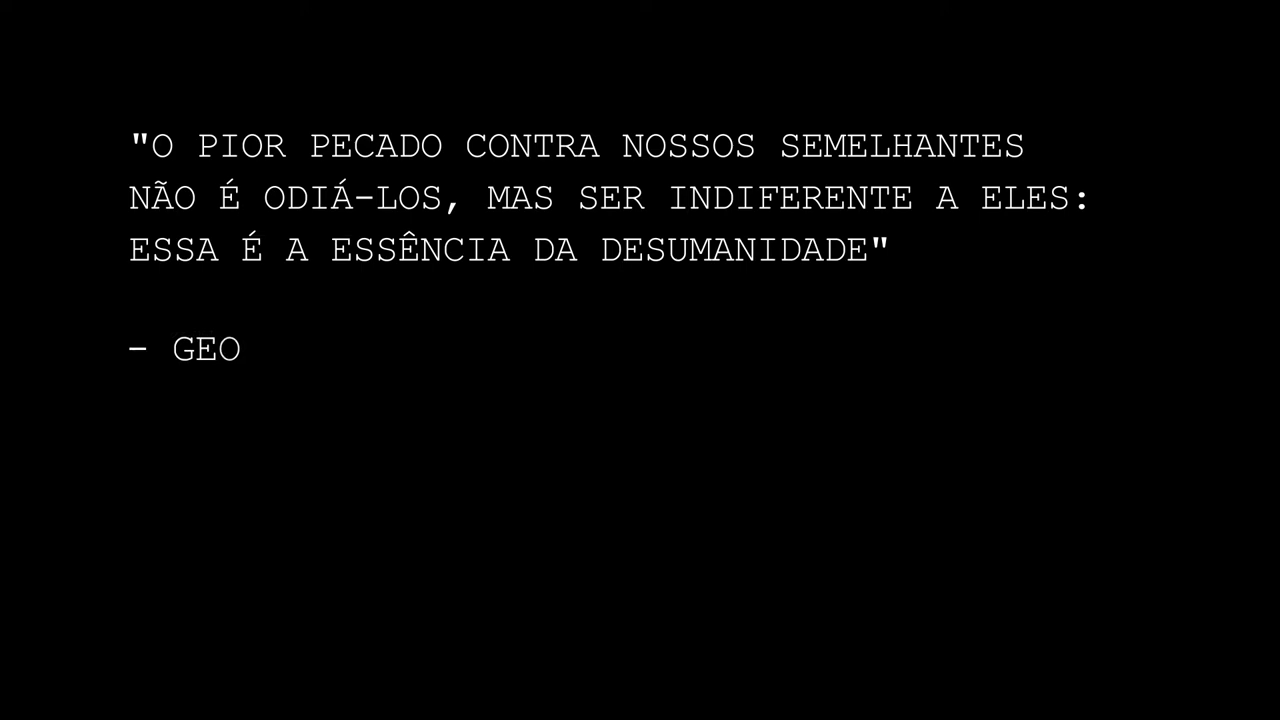 "O PIOR PECADO CONTRA NOSSOS SEMELHANTES
NÃO É ODIÁ-LOS, MAS SER INDIFERENTE A ELES:
ESSA É A ESSÊNCIA DA DESUMANIDADE"
- GEO